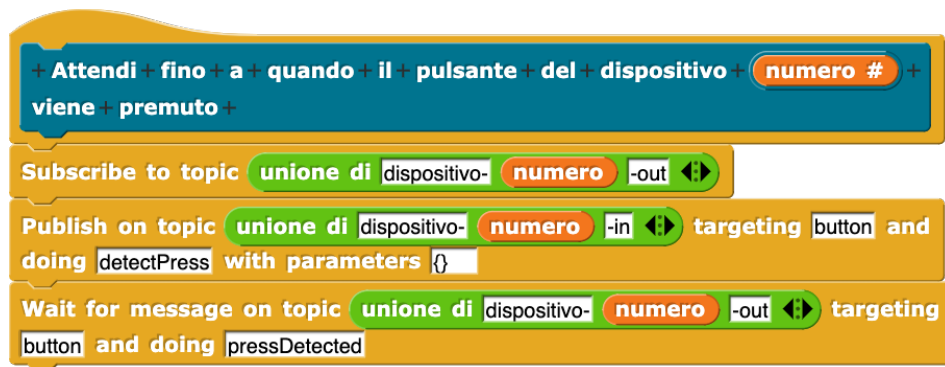 + Attendi + fino + a + quando + il + pulsante + del + dispositivo + numero # +
viene + premuto +
Subscribe to topic unione di dispositivo- numero -out
Publish on topic unione di dispositivo- numero -in targeting button and
doing detectPress with parameters {}
Wait for message on topic unione di dispositivo- numero -out targeting
button and doing pressDetected